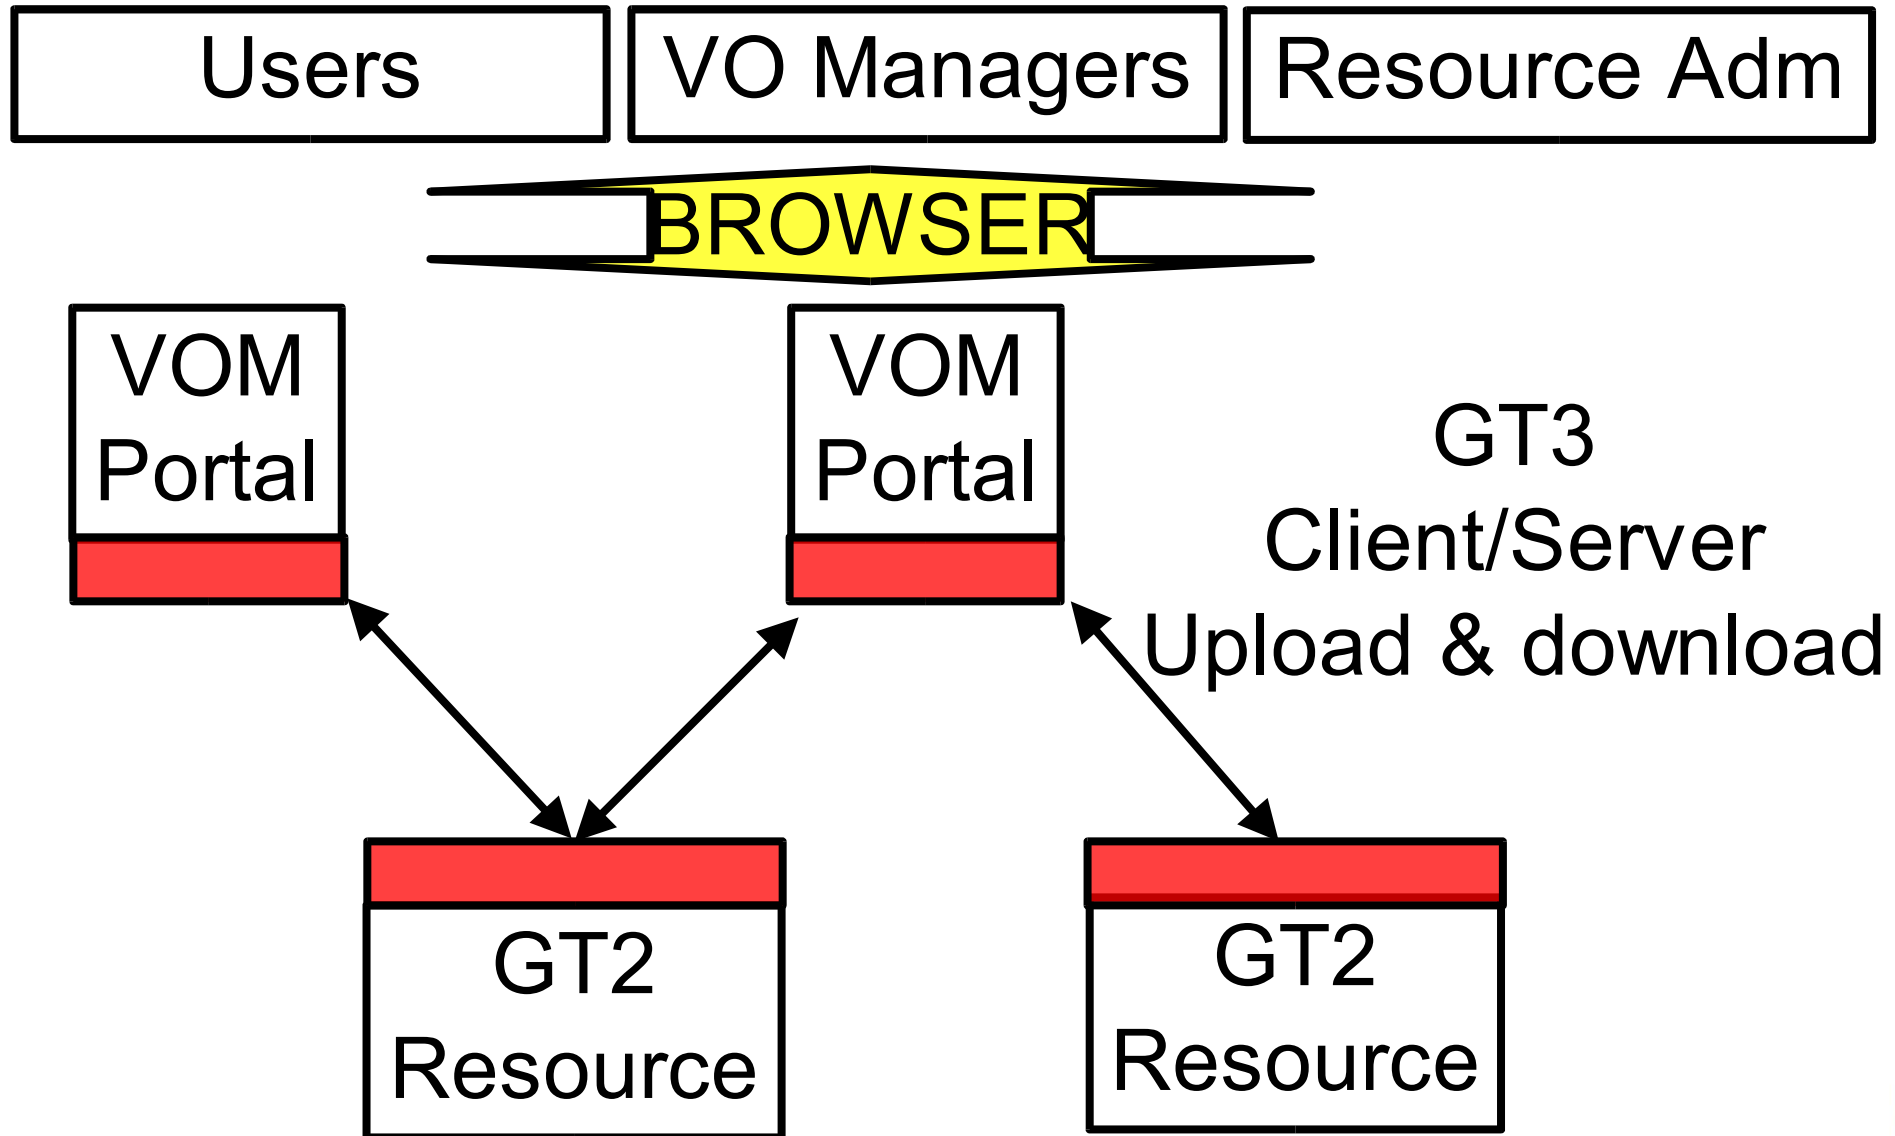 Users
VO Managers
Resource Adm
BROWSER
VOM
Portal
VOM
Portal
GT3
Client/Server
Upload & download
GT2
Resource
GT2
Resource